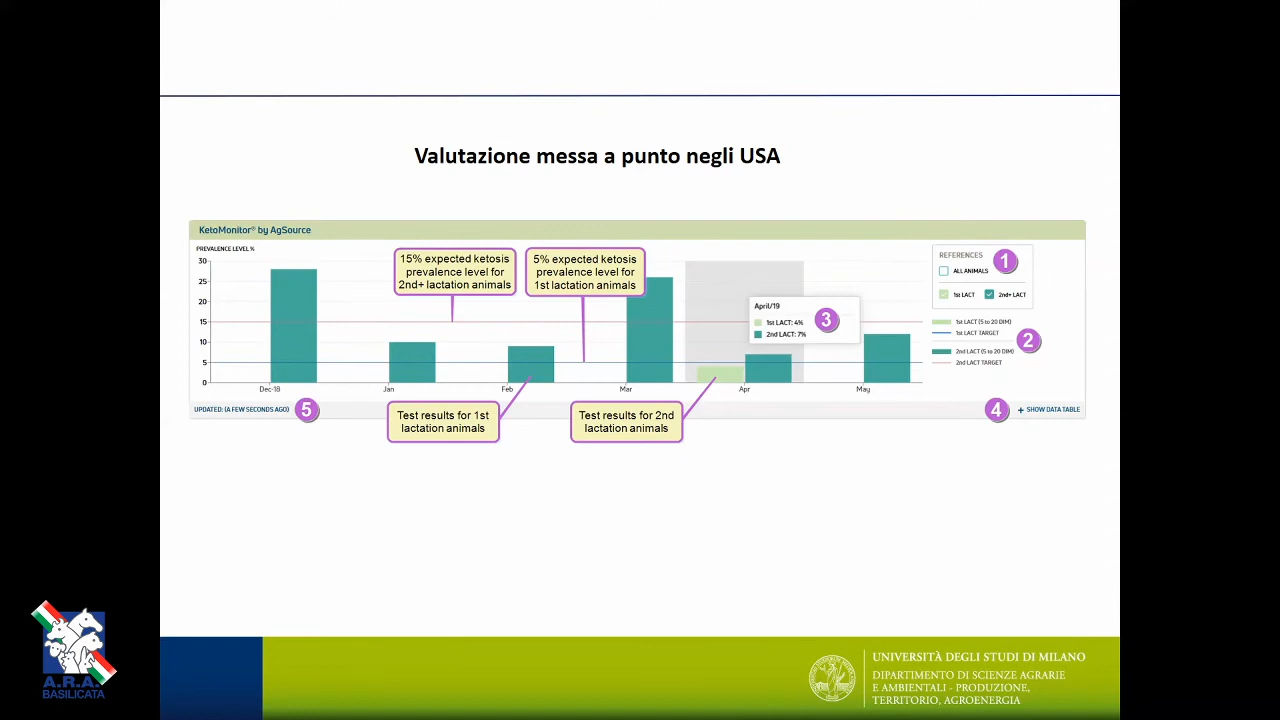 Valutazione messa a punto negli USA
KetoMonitor® by AgSource
PREVALENCE LEVEL %
30
25
20
15
10
5
0
15% expected ketosis
prevalence level for
2nd+ lactation animals
5% expected ketosis
prevalence level for
1st lactation animals
April/19
1st LACT: 4%
2nd LACT: 7%
3
REFERENCES
1
ALL ANIMALS
1st LACT
2nd+ LACT
1st LACT (5 to 20 DIM)
1st LACT TARGET
2
2nd LACT (5 to 20 DIM)
2nd LACT TARGET
Dec-18
Jan
Feb
Mar
Apr
May
UPDATED: (A FEW SECONDS AGO)
5
Test results for 1st
lactation animals
Test results for 2nd
lactation animals
4
+ SHOW DATA TABLE
A.R.A.
BASILICATA
UNIVERSITÀ DEGLI STUDI DI MILANO
DIPARTIMENTO DI SCIENZE AGRARIE
E AMBIENTALI - PRODUZIONE,
TERRITORIO, AGROENERGIA